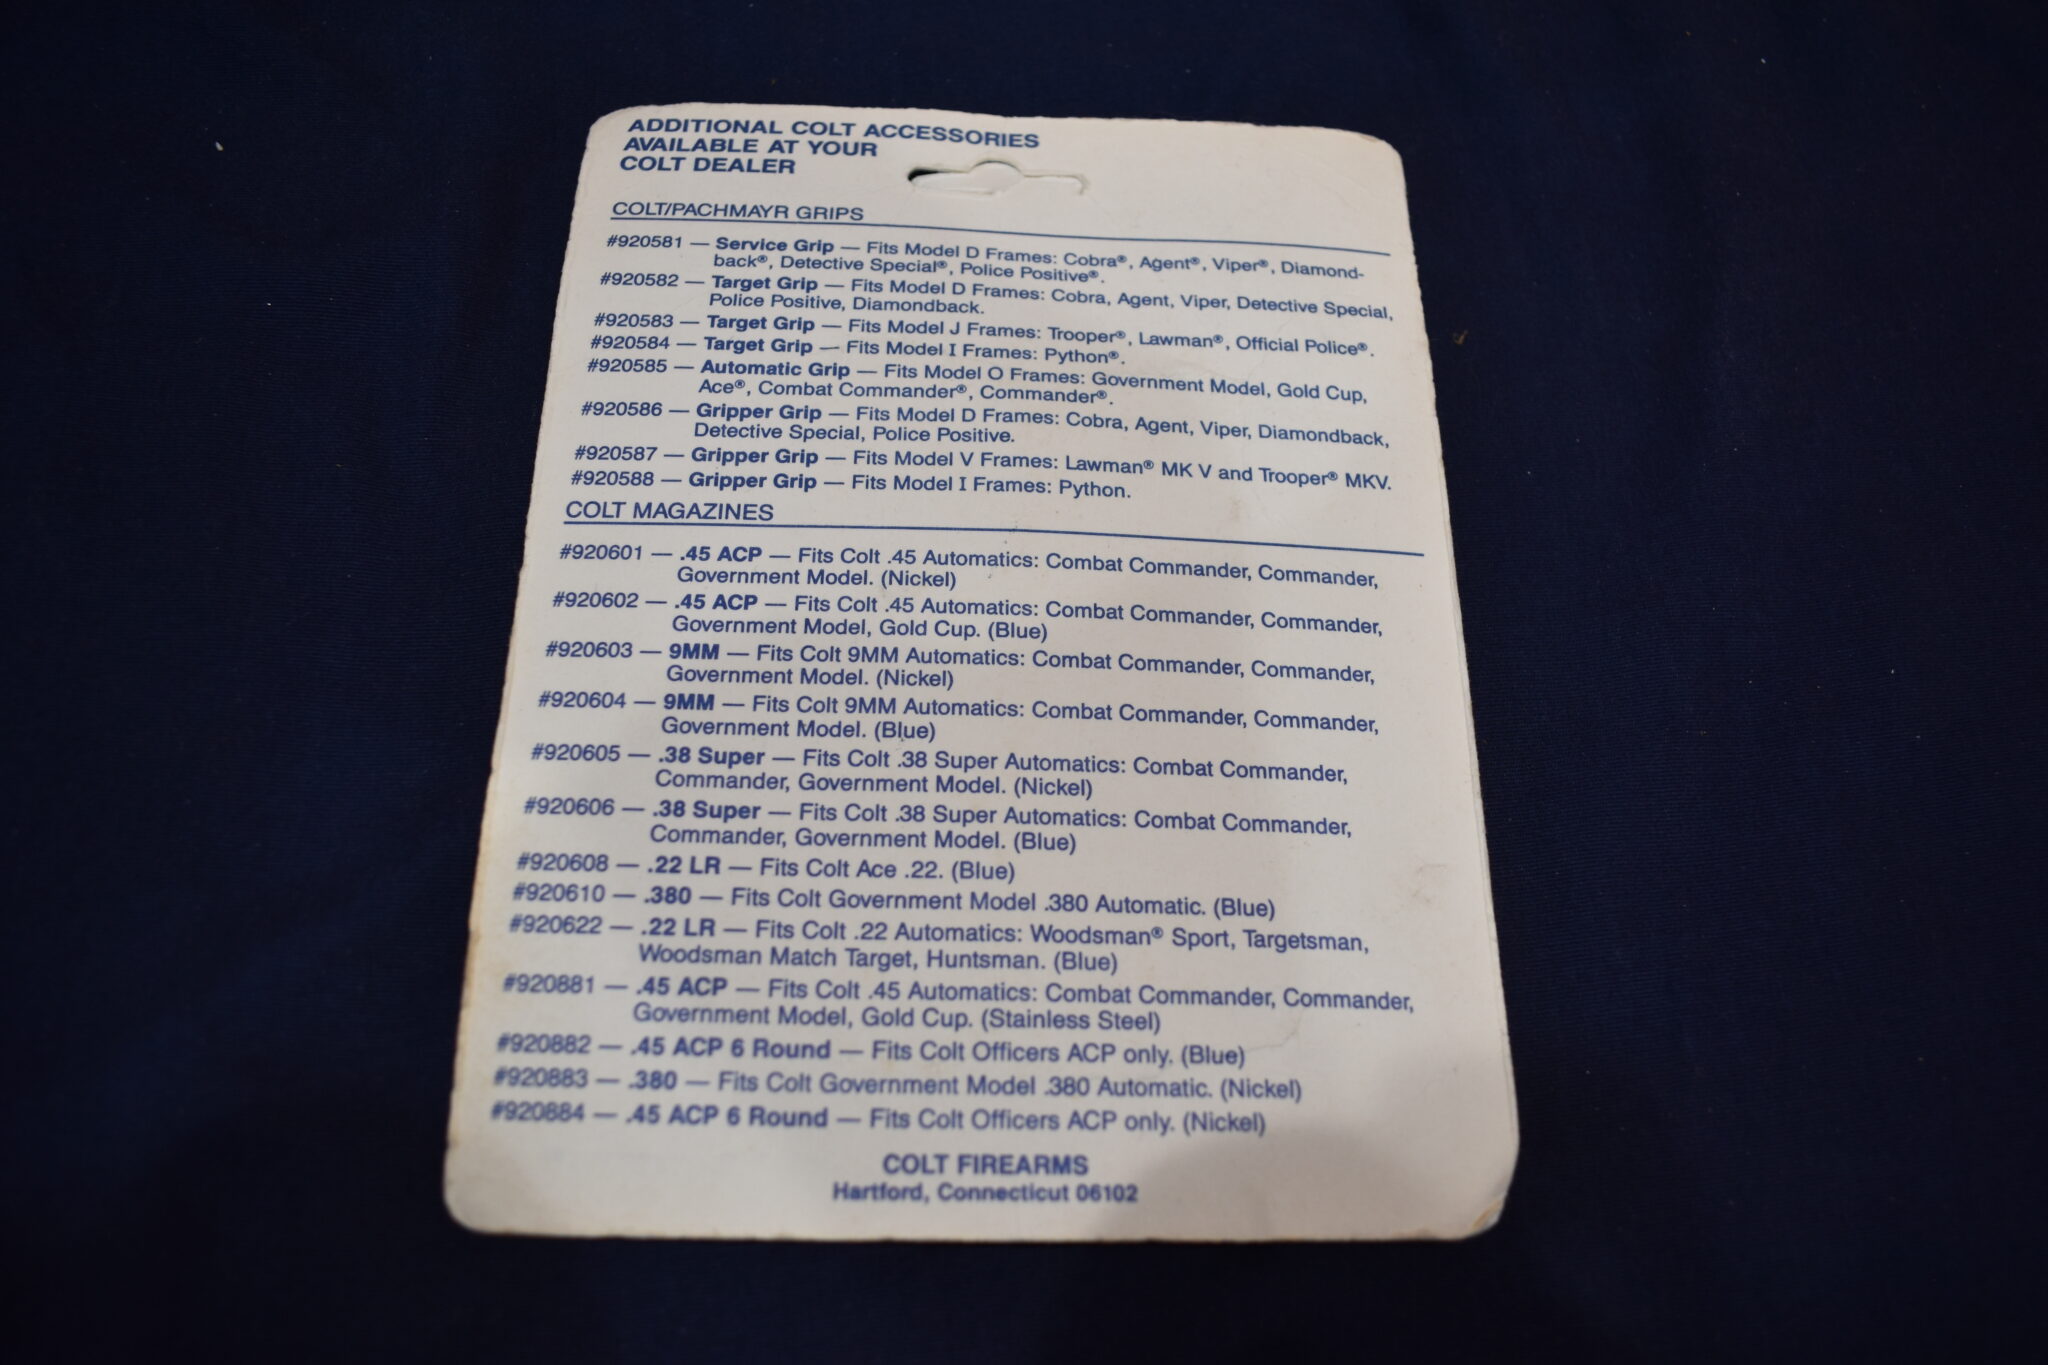 ADDITIONAL COLT ACCESSORIES
AVAILABLE AT YOUR
COLT DEALER
COLT/PACHMAYR GRIPS
#920581 — Service Grip — Fits Model D Frames: Cobra®, Agent®, Viper®, Diamond-
back®, Detective Special®, Police Positive®.
#920582 — Target Grip — Fits Model D Frames: Cobra, Agent, Viper, Detective Special,
Police Positive, Diamondback.
#920583 — Target Grip — Fits Model J Frames: Trooper®, Lawman®, Official Police®.
#920584 — Target Grip — Fits Model I Frames: Python®.
#920585 — Automatic Grip — Fits Model O Frames: Government Model, Gold Cup,
Ace®, Combat Commander®, Commander®.
#920586 — Gripper Grip — Fits Model D Frames: Cobra, Agent, Viper, Diamondback,
Detective Special, Police Positive.
#920587 — Gripper Grip — Fits Model V Frames: Lawman® MK V and Trooper® MKV.
#920588 — Gripper Grip — Fits Model I Frames: Python.
COLT MAGAZINES
#920601 — .45 ACP — Fits Colt .45 Automatics: Combat Commander, Commander,
Government Model. (Nickel)
#920602 — .45 ACP — Fits Colt .45 Automatics: Combat Commander, Commander,
Government Model, Gold Cup. (Blue)
#920603 — 9MM — Fits Colt 9MM Automatics: Combat Commander, Commander,
Government Model. (Nickel)
#920604 — 9MM — Fits Colt 9MM Automatics: Combat Commander, Commander,
Government Model. (Blue)
#920605 — .38 Super — Fits Colt .38 Super Automatics: Combat Commander,
Commander, Government Model. (Nickel)
#920606 — .38 Super — Fits Colt .38 Super Automatics: Combat Commander,
Commander, Government Model. (Blue)
#920608 — .22 LR — Fits Colt Ace .22. (Blue)
#920610 — .380 — Fits Colt Government Model .380 Automatic. (Blue)
#920622 — .22 LR — Fits Colt .22 Automatics: Woodsman® Sport, Targetsman,
Woodsman Match Target, Huntsman. (Blue)
#920881 — .45 ACP — Fits Colt .45 Automatics: Combat Commander, Commander,
Government Model, Gold Cup. (Stainless Steel)
#920882 — .45 ACP 6 Round — Fits Colt Officers ACP only. (Blue)
#920883 — .380 — Fits Colt Government Model .380 Automatic. (Nickel)
#920884 — .45 ACP 6 Round — Fits Colt Officers ACP only. (Nickel)
COLT FIREARMS
Hartford, Connecticut 06102